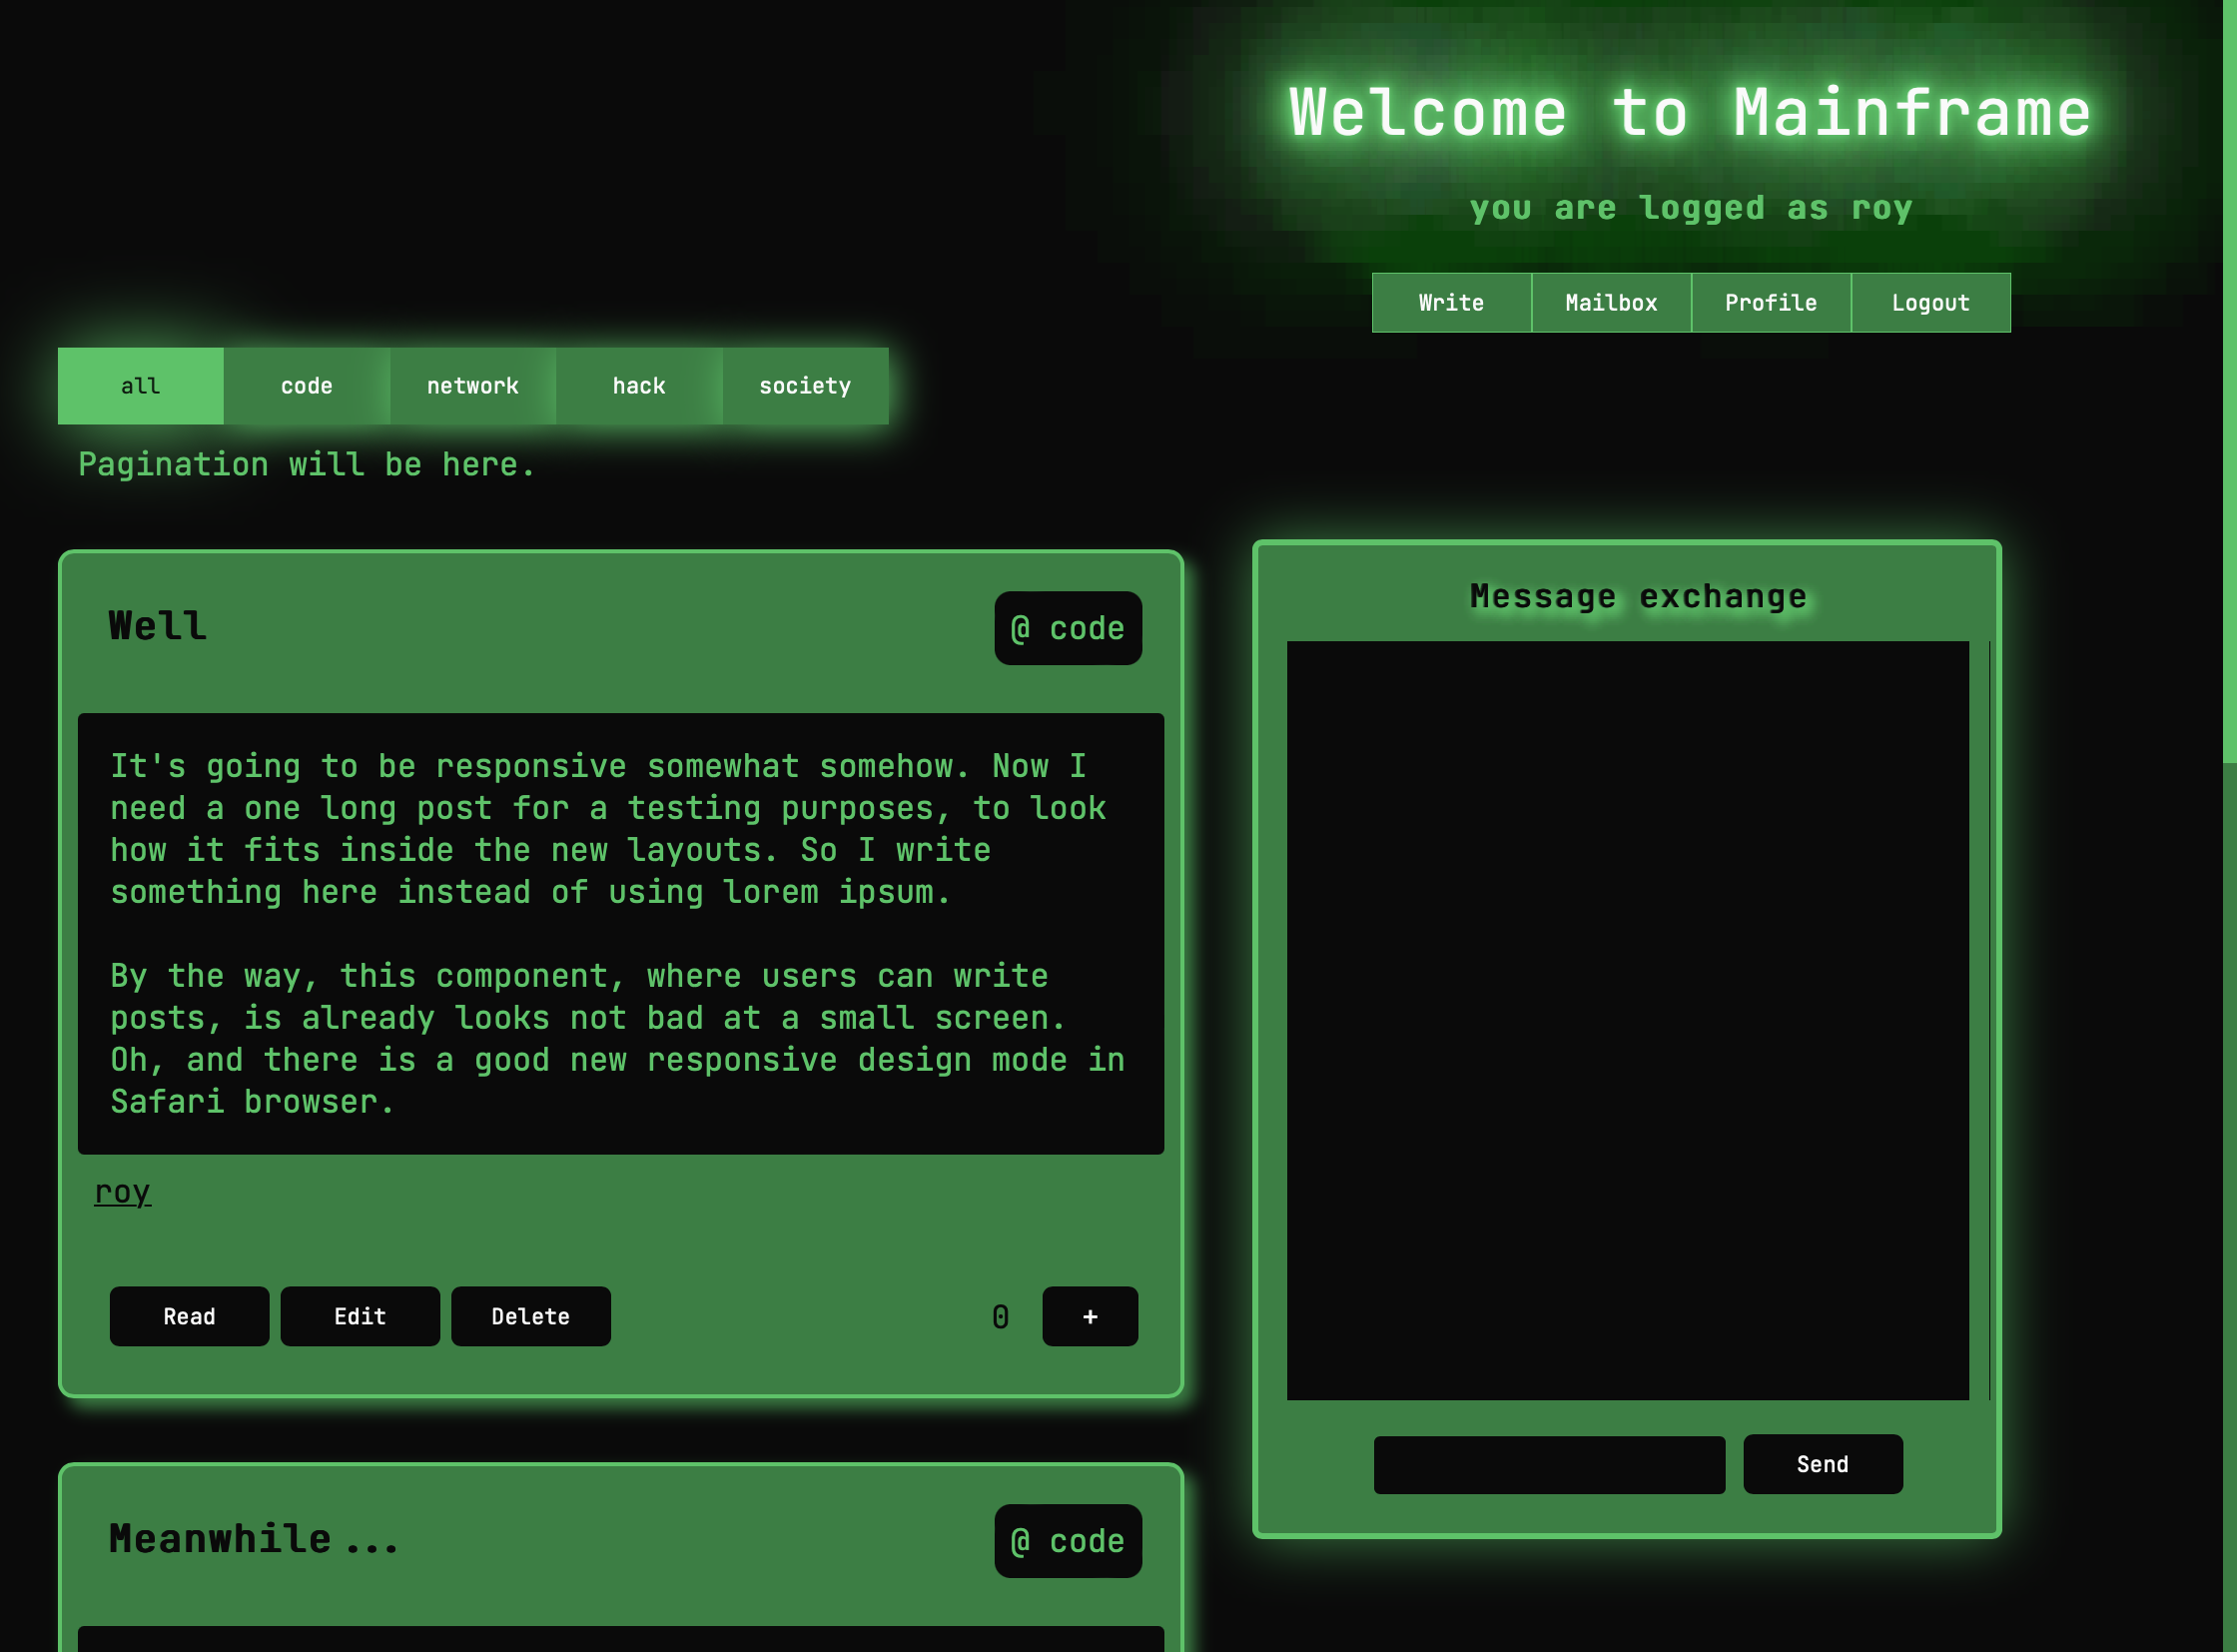 Welcome to Mainframe
you are logged as roy
Write Mailbox Profile Logout
all code network hack society
Pagination will be here.
Well
@ code
It's going to be responsive somewhat somehow. Now I
need a one long post for a testing purposes, to look
how it fits inside the new layouts. So I write
something here instead of using lorem ipsum.
By the way, this component, where users can write
posts, is already looks not bad at a small screen.
Oh, and there is a good new responsive design mode in
Safari browser.
roy
Read Edit Delete 0 +
Meanwhile...
@ code
Message exchange
Send